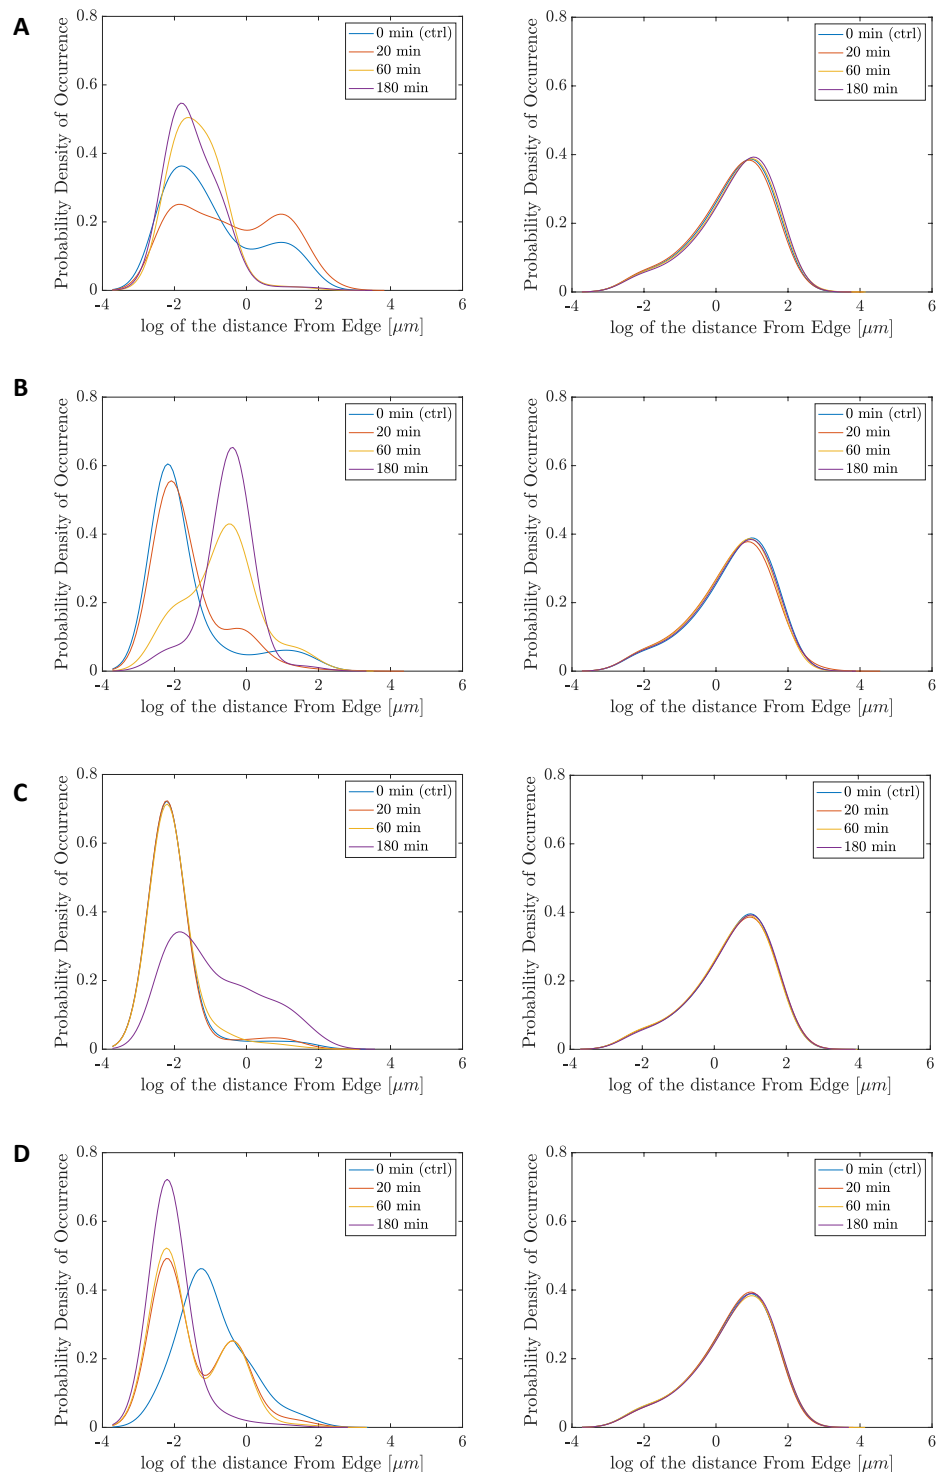 A
Probability Density of Occurrence
0.8
0.6
0.4
0.2
0
-4
-2
0
2
4
6
log of the distance From Edge [μm]
0 min (ctrl)
20 min
60 min
180 min
Probability Density of Occurrence
0.8
0.6
0.4
0.2
0
-4
-2
0
2
4
6
log of the distance From Edge [μm]
0 min (ctrl)
20 min
60 min
180 min
B
Probability Density of Occurrence
0.8
0.6
0.4
0.2
0
-4
-2
0
2
4
6
log of the distance From Edge [μm]
0 min (ctrl)
20 min
60 min
180 min
Probability Density of Occurrence
0.8
0.6
0.4
0.2
0
-4
-2
0
2
4
6
log of the distance From Edge [μm]
0 min (ctrl)
20 min
60 min
180 min
C
Probability Density of Occurrence
0.8
0.6
0.4
0.2
0
-4
-2
0
2
4
6
log of the distance From Edge [μm]
0 min (ctrl)
20 min
60 min
180 min
Probability Density of Occurrence
0.8
0.6
0.4
0.2
0
-4
-2
0
2
4
6
log of the distance From Edge [μm]
0 min (ctrl)
20 min
60 min
180 min
D
Probability Density of Occurrence
0.8
0.6
0.4
0.2
0
-4
-2
0
2
4
6
log of the distance From Edge [μm]
0 min (ctrl)
20 min
60 min
180 min
Probability Density of Occurrence
0.8
0.6
0.4
0.2
0
-4
-2
0
2
4
6
log of the distance From Edge [μm]
0 min (ctrl)
20 min
60 min
180 min